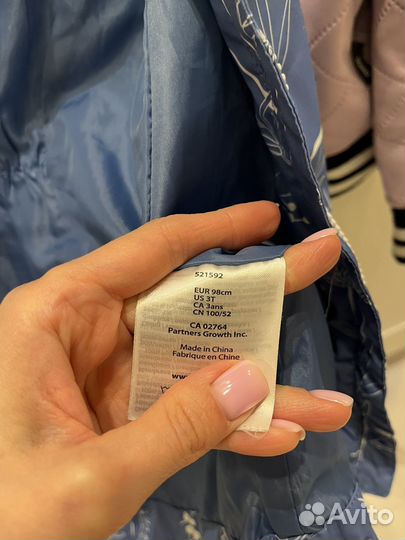 521592
EUR 98cm
US 3T
CA 3ans
CN 100/52
CA 02764
Partners Growth Inc.
Made in China
Fabrique en Chine
www.
Avito